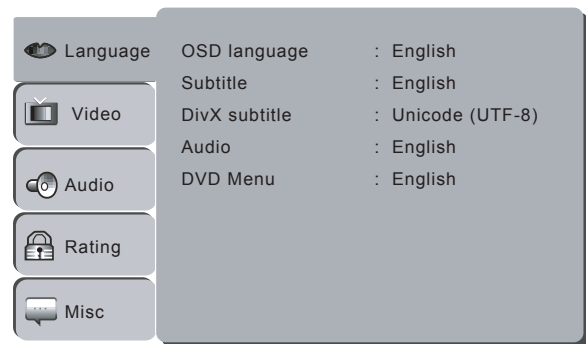 Language
Video
Audio
Rating
Misc
OSD language : English
Subtitle : English
DivX subtitle : Unicode (UTF-8)
Audio : English
DVD Menu : English